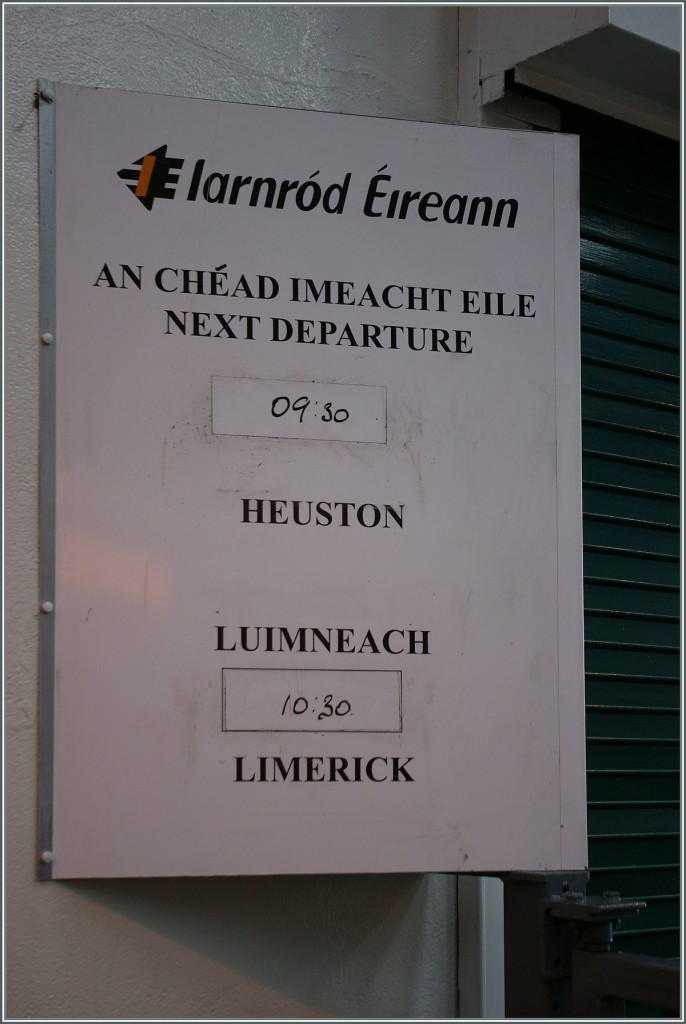 Iarnród Éireann
AN CHÉAD IMEACHT EILE
NEXT DEPARTURE
09:30
HEUSTON
LUIMNEACH
10:30
LIMERICK